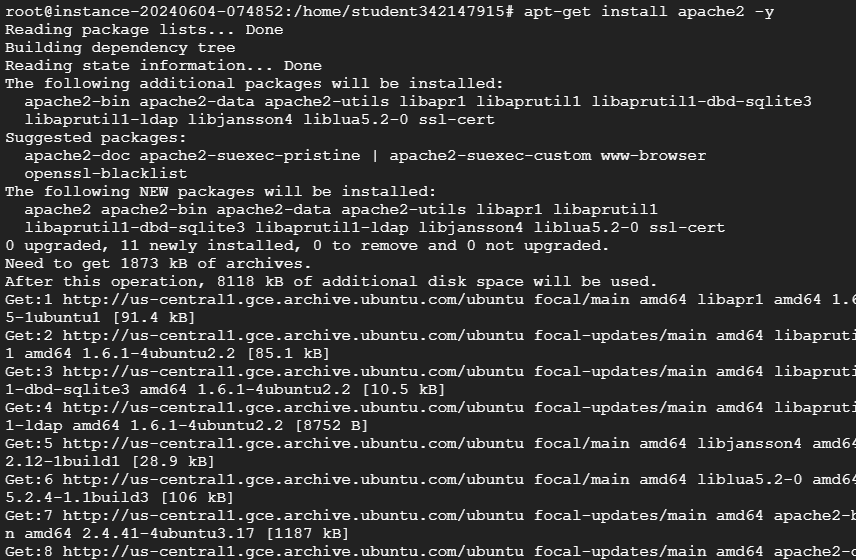 root@instance-20240604-074852:/home/student342147915# apt-get install apache2 -y
Reading package lists... Done
Building dependency tree
Reading state information... Done
The following additional packages will be installed:
  apache2-bin apache2-data apache2-utils libapr1 libaprutil1 libaprutil1-dbd-sqlite3
  libaprutil1-ldap libjansson4 liblua5.2-0 ssl-cert
Suggested packages:
  apache2-doc apache2-suexec-pristine | apache2-suexec-custom www-browser
  openssl-blacklist
The following NEW packages will be installed:
  apache2 apache2-bin apache2-data apache2-utils libapr1 libaprutil1
  libaprutil1-dbd-sqlite3 libaprutil1-ldap libjansson4 liblua5.2-0 ssl-cert
0 upgraded, 11 newly installed, 0 to remove and 0 not upgraded.
Need to get 1873 kB of archives.
After this operation, 8118 kB of additional disk space will be used.
Get:1 http://us-central1.gce.archive.ubuntu.com/ubuntu focal/main amd64 libapr1 amd64 1.6
5-1ubuntu1 [91.4 kB]
Get:2 http://us-central1.gce.archive.ubuntu.com/ubuntu focal-updates/main amd64 libapruti
1 amd64 1.6.1-4ubuntu2.2 [85.1 kB]
Get:3 http://us-central1.gce.archive.ubuntu.com/ubuntu focal-updates/main amd64 libapruti
1-dbd-sqlite3 amd64 1.6.1-4ubuntu2.2 [10.5 kB]
Get:4 http://us-central1.gce.archive.ubuntu.com/ubuntu focal-updates/main amd64 libapruti
1-ldap amd64 1.6.1-4ubuntu2.2 [8752 B]
Get:5 http://us-central1.gce.archive.ubuntu.com/ubuntu focal/main amd64 libjansson4 amd64
2.12-1build1 [28.9 kB]
Get:6 http://us-central1.gce.archive.ubuntu.com/ubuntu focal/main amd64 liblua5.2-0 amd64
5.2.4-1.1build3 [106 kB]
Get:7 http://us-central1.gce.archive.ubuntu.com/ubuntu focal-updates/main amd64 apache2-b
n amd64 2.4.41-4ubuntu3.17 [1187 kB]
Get:8 http://us-central1.gce.archive.ubuntu.com/ubuntu focal-updates/main amd64 apache2-d